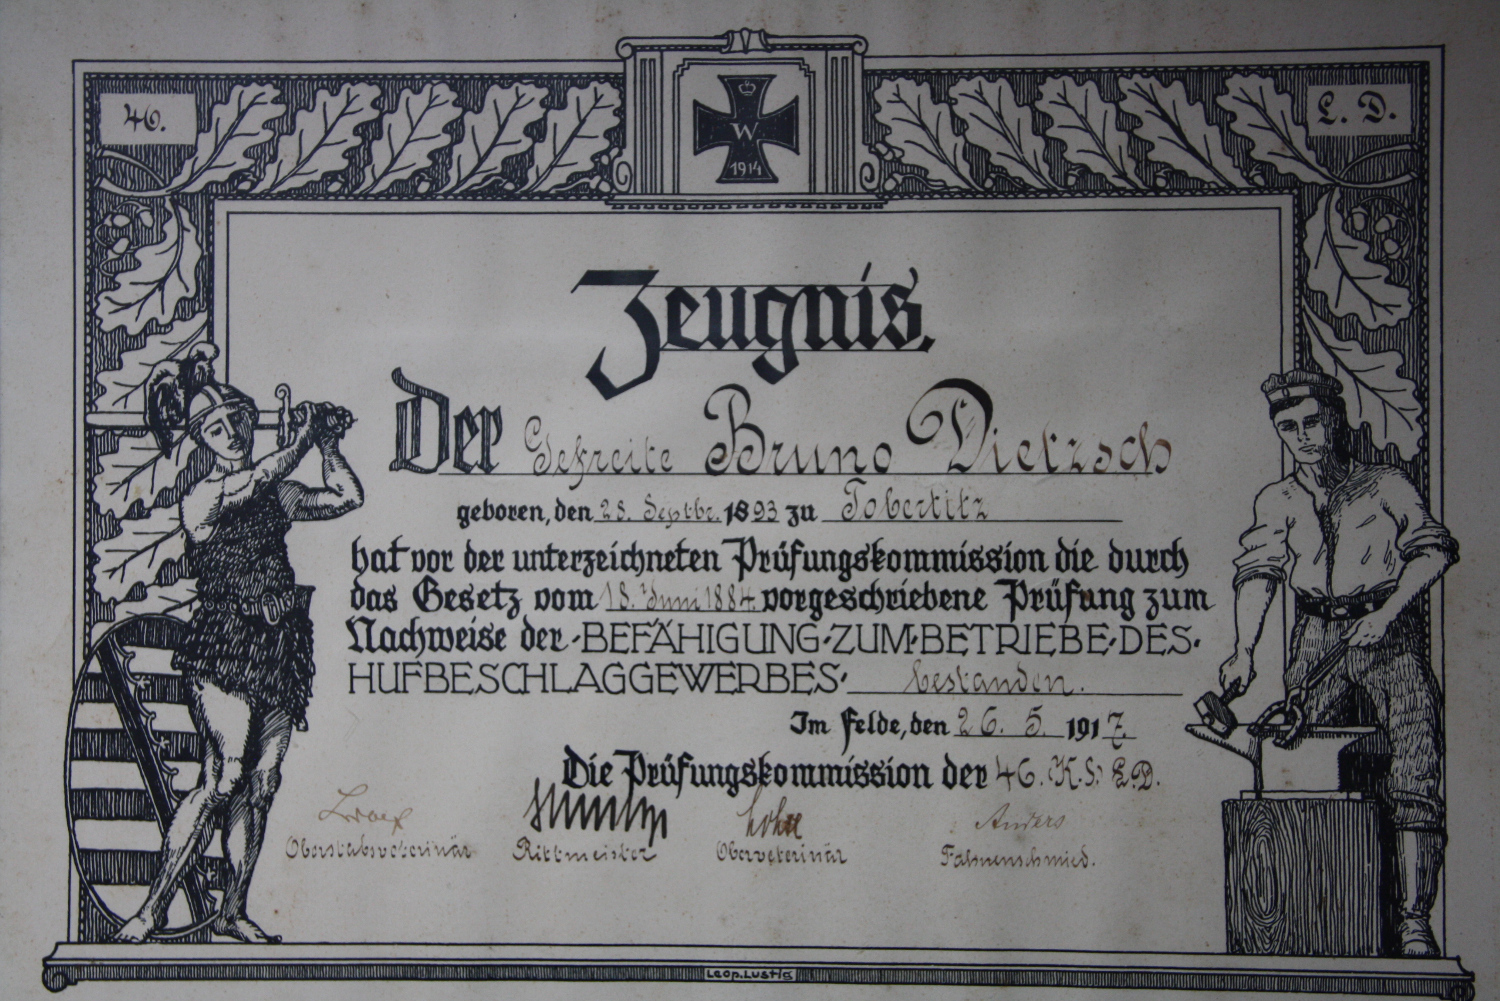 46.
L. D.
W
1914
Zeugnis.
Der Gefreite Bruno Dietzsch
geboren, den 28. Septbr. 1893 zu Tobertitz
hat vor der unterzeichneten Prüfungskommission die durch
das Gesetz vom 18. Juni 1884. vorgeschriebene Prüfung zum
Nachweise der · BEFÄHIGUNG · ZUM · BETRIEBE · DES ·
HUFBESCHLAGGEWERBES · bestanden.
Im Felde, den 26. 5. 1917.
Die Prüfungskommission der 46. K. S. L.D.
Anders
Oberstabsveterinär Rittmeister Oberveterinär Fahnenschmied.
LEOP. LUSTIG